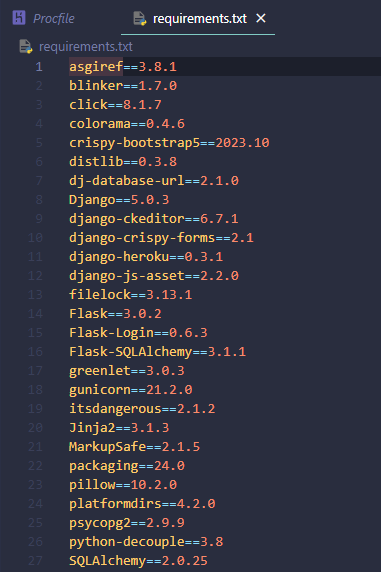 Procfile requirements.txt
requirements.txt
1 asgiref==3.8.1
2 blinker==1.7.0
3 click==8.1.7
4 colorama==0.4.6
5 crispy-bootstrap5==2023.10
6 distlib==0.3.8
7 dj-database-url==2.1.0
8 Django==5.0.3
9 django-ckeditor==6.7.1
10 django-crispy-forms==2.1
11 django-heroku==0.3.1
12 django-js-asset==2.2.0
13 filelock==3.13.1
14 Flask==3.0.2
15 Flask-Login==0.6.3
16 Flask-SQLAlchemy==3.1.1
17 greenlet==3.0.3
18 gunicorn==21.2.0
19 itsdangerous==2.1.2
20 Jinja2==3.1.3
21 MarkupSafe==2.1.5
22 packaging==24.0
23 pillow==10.2.0
24 platformdirs==4.2.0
25 psycopg2==2.9.9
26 python-decouple==3.8
27 SQLAlchemy==2.0.25